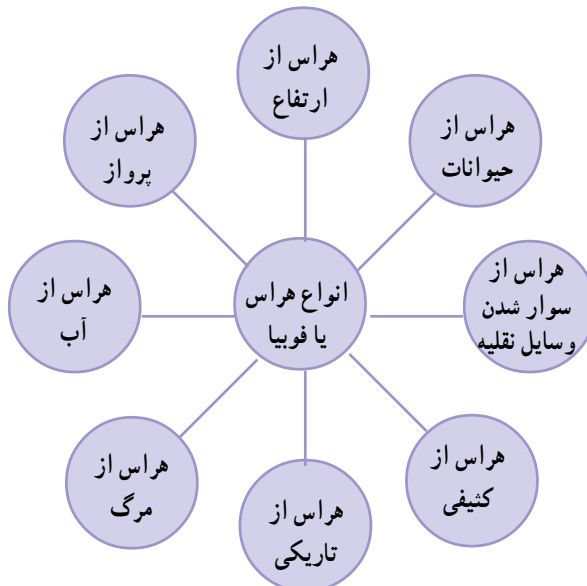 هراس از
ارتفاع
هراس از
حیوانات
هراس از
سوار شدن
وسایل نقلیه
هراس از
کثیفی
هراس از
تاریکی
هراس از
مرگ
هراس از
آب
هراس از
پرواز
انواع هراس
یا فوبیا